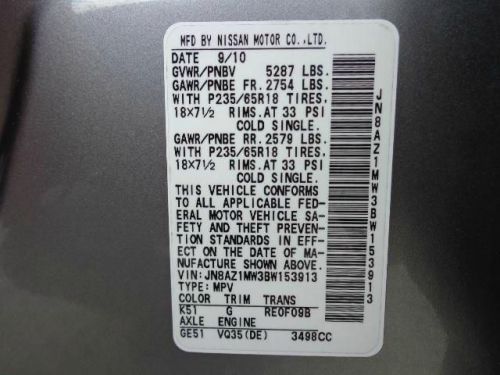 MFD BY NISSAN MOTOR CO.,LTD.
DATE 9/10
GVWR/PNBV 5287 LBS.
GAWR/PNBE FR. 2754 LBS.
WITH P235/65R18 TIRES,
18×7½ RIMS.AT 33 PSI
COLD SINGLE.
GAWR/PNBE RR. 2579 LBS.
WITH P235/65R18 TIRES,
18×7½ RIMS.AT 33 PSI
COLD SINGLE.
THIS VEHICLE CONFORMS
TO ALL APPLICABLE FED-
ERAL MOTOR VEHICLE SA-
FETY AND THEFT PREVEN-
TION STANDARDS IN EFF-
ECT ON THE DATE OF MA-
NUFACTURE SHOWN ABOVE.
VIN: JN8AZ1MW3BW153913
TYPE: MPV
COLOR TRIM TRANS
K51 G RE0F09B
AXLE ENGINE
GE51 VQ35(DE) 3498CC
JN8AZ1MW3BW153913